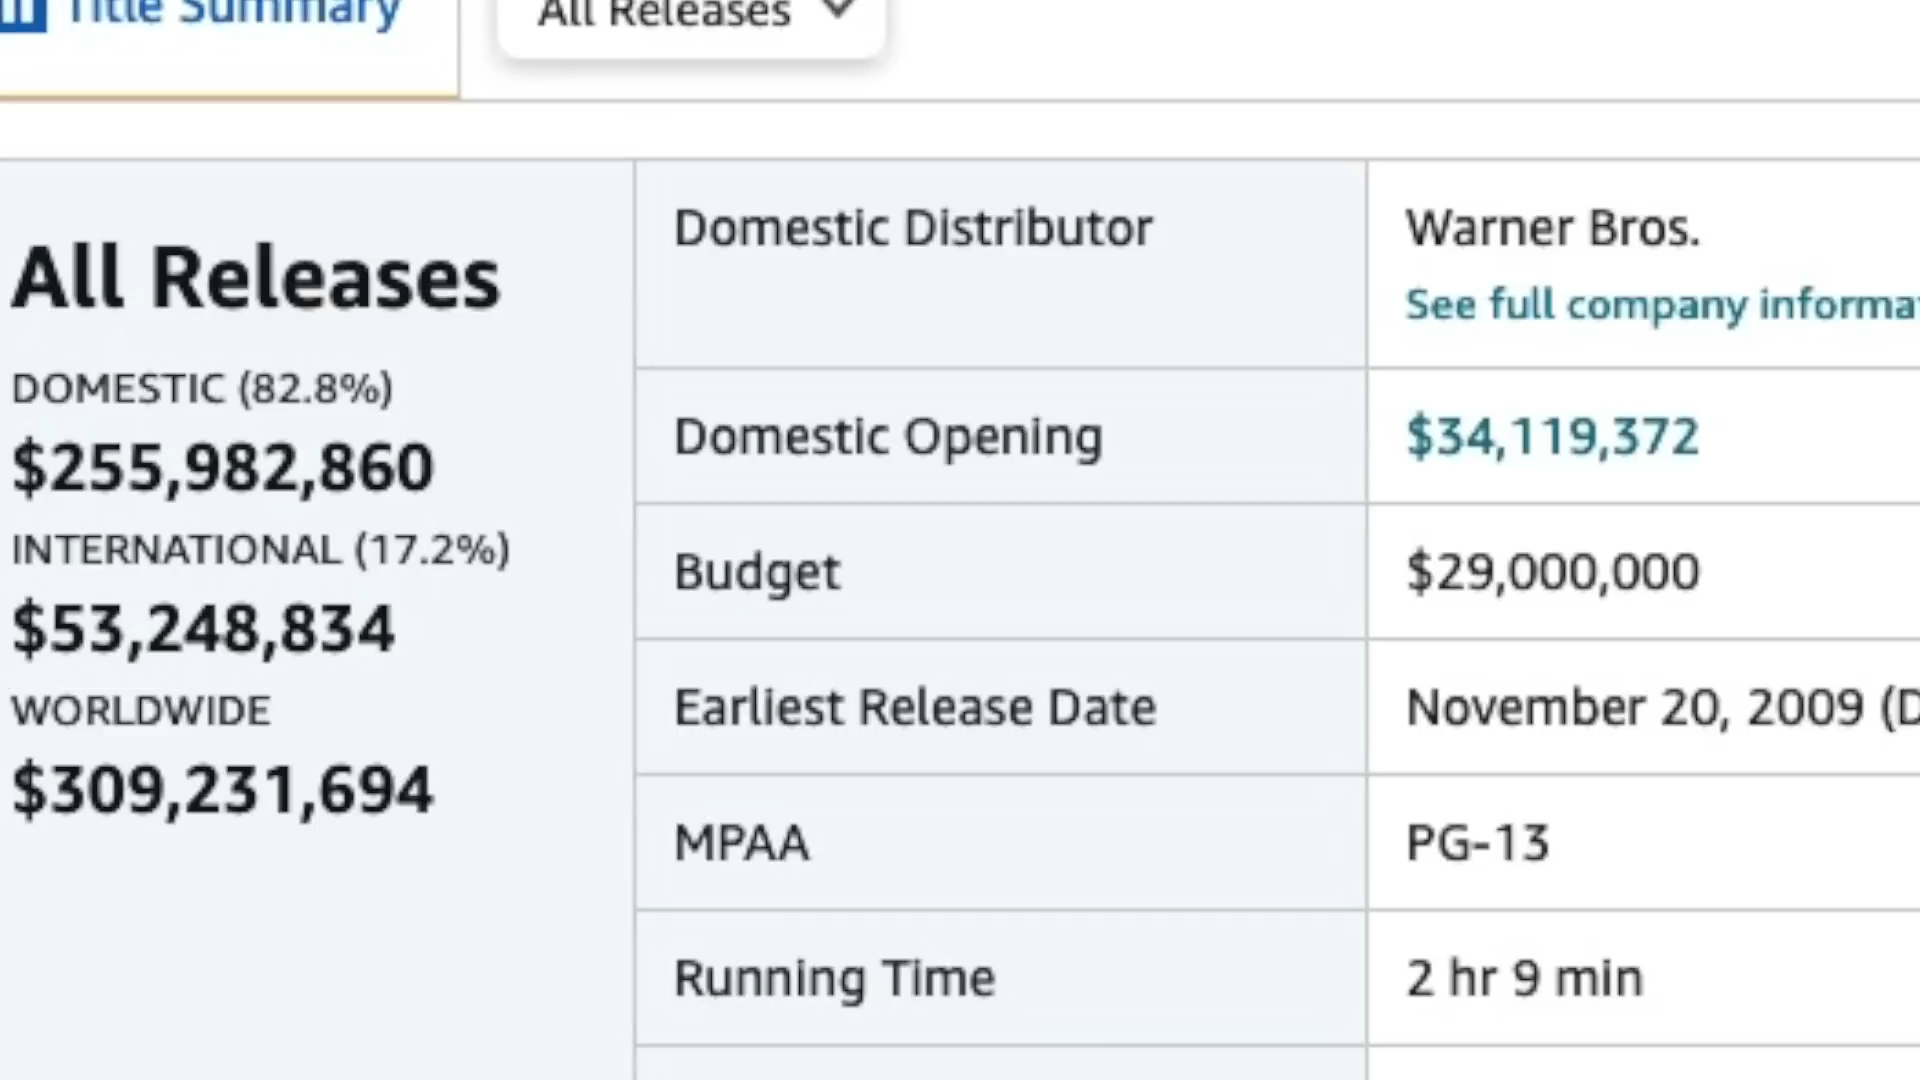 Title Summary
All Releases
All Releases
DOMESTIC (82.8%)
$255,982,860
INTERNATIONAL (17.2%)
$53,248,834
WORLDWIDE
$309,231,694
Domestic Distributor
Warner Bros.
See full company informa
Domestic Opening
$34,119,372
Budget
$29,000,000
Earliest Release Date
November 20, 2009 (D
MPAA
PG-13
Running Time
2 hr 9 min